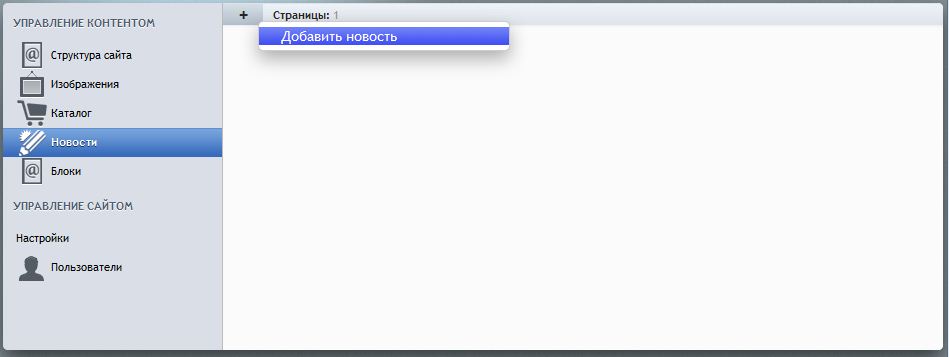 УПРАВЛЕНИЕ КОНТЕНТОМ
Структура сайта
Изображения
Каталог
Новости
Блоки
УПРАВЛЕНИЕ САЙТОМ
Настройки
Пользователи
+ Страницы: 1
Добавить новость